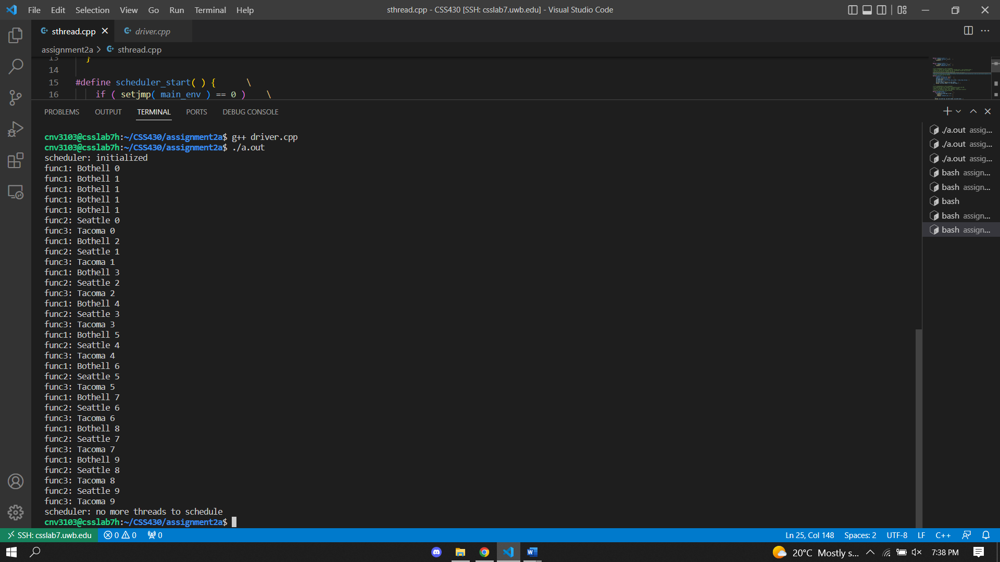 File Edit Selection View Go Run Terminal Help
sthread.cpp - CSS430 [SSH: csslab7.uwb.edu] - Visual Studio Code
sthread.cpp
driver.cpp
assignment2a > sthread.cpp
13 }
14
15 #define scheduler_start( ) { \
16 if ( setjmp( main_env ) == 0 ) \
PROBLEMS OUTPUT TERMINAL PORTS DEBUG CONSOLE
cnv3103@csslab7h:~/CSS430/assignment2a$ g++ driver.cpp
cnv3103@csslab7h:~/CSS430/assignment2a$ ./a.out
scheduler: initialized
func1: Bothell 0
func1: Bothell 1
func1: Bothell 1
func1: Bothell 1
func1: Bothell 1
func2: Seattle 0
func3: Tacoma 0
func1: Bothell 2
func2: Seattle 1
func3: Tacoma 1
func1: Bothell 3
func2: Seattle 2
func3: Tacoma 2
func1: Bothell 4
func2: Seattle 3
func3: Tacoma 3
func1: Bothell 5
func2: Seattle 4
func3: Tacoma 4
func1: Bothell 6
func2: Seattle 5
func3: Tacoma 5
func1: Bothell 7
func2: Seattle 6
func3: Tacoma 6
func1: Bothell 8
func2: Seattle 7
func3: Tacoma 7
func1: Bothell 9
func2: Seattle 8
func3: Tacoma 8
func2: Seattle 9
func3: Tacoma 9
scheduler: no more threads to schedule
cnv3103@csslab7h:~/CSS430/assignment2a$
./a.out assig...
./a.out assig...
./a.out assig...
bash assign...
bash assign...
bash
bash assign...
bash assign...
SSH: csslab7.uwb.edu 0 0 0
Ln 25, Col 148 Spaces: 2 UTF-8 LF C++
20°C Mostly s... 7:38 PM